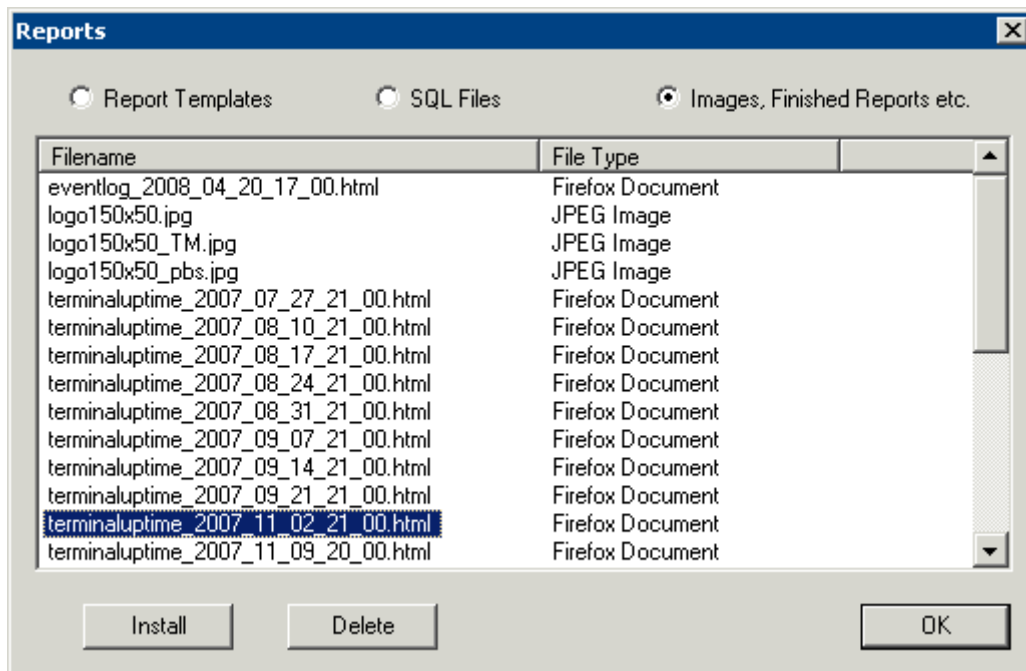 Reports
Report Templates SQL Files Images, Finished Reports etc.
Filename File Type
eventlog_2008_04_20_17_00.html Firefox Document
logo150x50.jpg JPEG Image
logo150x50_TM.jpg JPEG Image
logo150x50_pbs.jpg JPEG Image
terminaluptime_2007_07_27_21_00.html Firefox Document
terminaluptime_2007_08_10_21_00.html Firefox Document
terminaluptime_2007_08_17_21_00.html Firefox Document
terminaluptime_2007_08_24_21_00.html Firefox Document
terminaluptime_2007_08_31_21_00.html Firefox Document
terminaluptime_2007_09_07_21_00.html Firefox Document
terminaluptime_2007_09_14_21_00.html Firefox Document
terminaluptime_2007_09_21_21_00.html Firefox Document
terminaluptime_2007_11_02_21_00.html Firefox Document
terminaluptime_2007_11_09_20_00.html Firefox Document
Install Delete OK